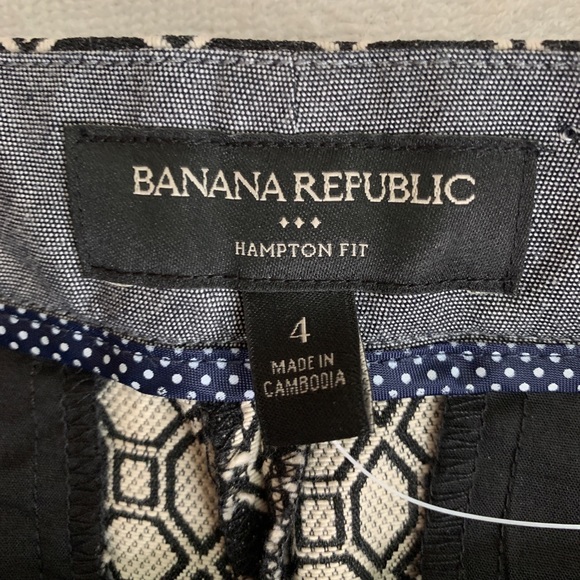 BANANA REPUBLIC
HAMPTON FIT
4
MADE IN
CAMBODIA